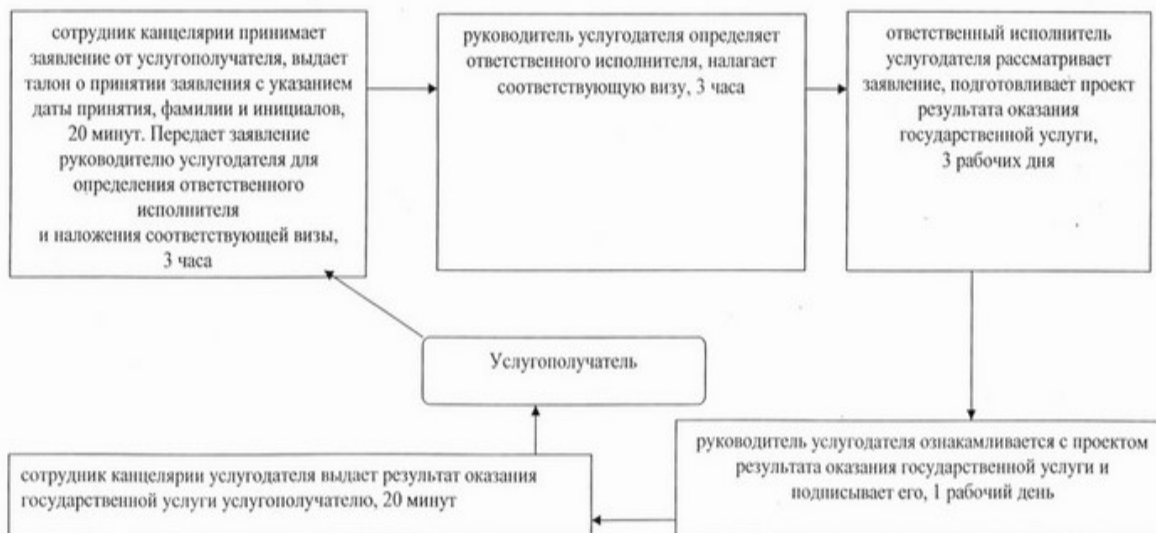 сотрудник канцелярии принимает
заявление от услугополучателя, выдает
талон о принятии заявления с указанием
даты принятия, фамилии и инициалов,
20 минут. Передает заявление
руководителю услугодателя для
определения ответственного
исполнителя
и наложения соответствующей визы,
3 часа
руководитель услугодателя определяет
ответственного исполнителя, налагает
соответствующую визу, 3 часа
ответственный исполнитель
услугодателя рассматривает
заявление, подготовливает проект
результата оказания
государственной услуги,
3 рабочих дня
Услугополучатель
руководитель услугодателя ознакамливается с проектом
результата оказания государственной услуги и
подписывает его, 1 рабочий день
сотрудник канцелярии услугодателя выдает результат оказания
государственной услуги услугополучателю, 20 минут